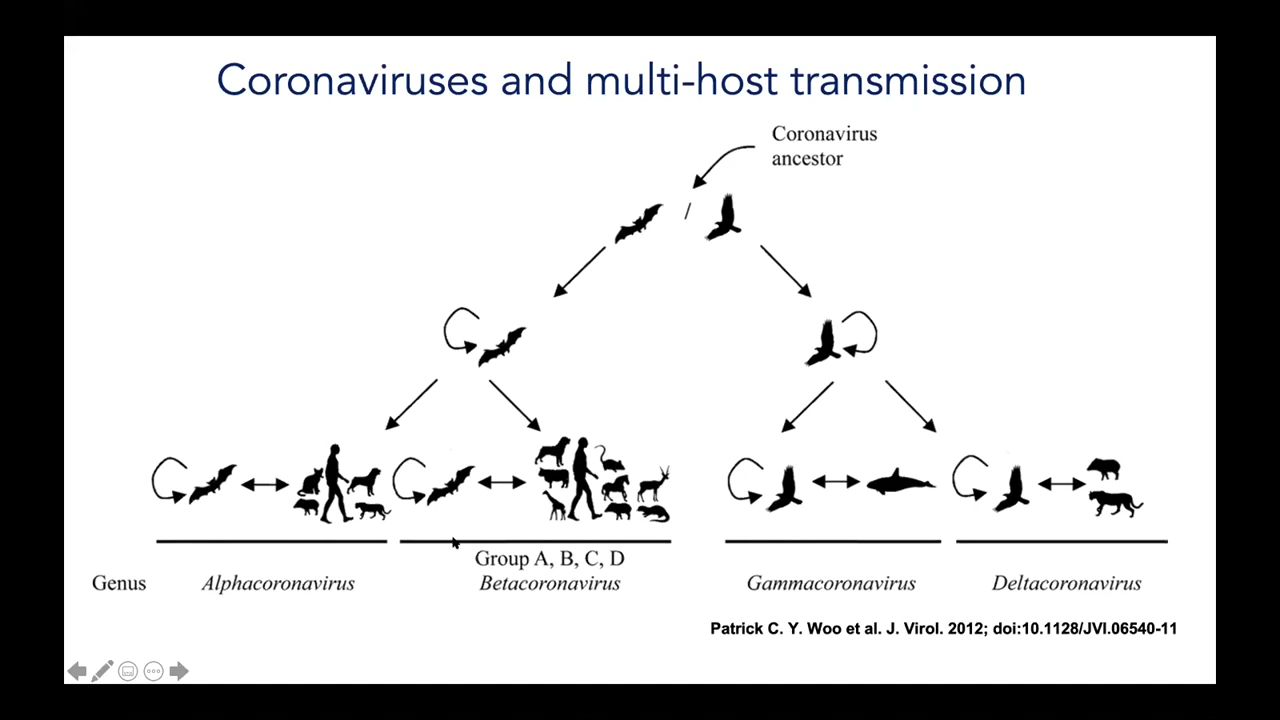 Coronaviruses and multi-host transmission
Coronavirus
ancestor
Group A, B, C, D
Genus
Alphacoronavirus
Betacoronavirus
Gammacoronavirus
Deltacoronavirus
Patrick C. Y. Woo et al. J. Virol. 2012; doi:10.1128/JVI.06540-11